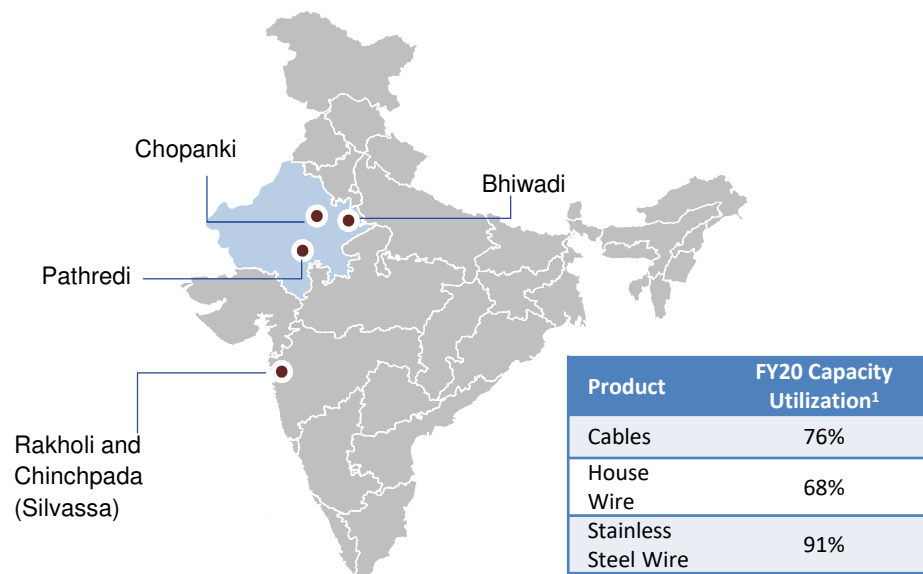 Chopanki
Bhiwadi
Pathredi
Rakholi and
Chinchpada
(Silvassa)
Product
FY20 Capacity
Utilization¹
Cables
76%
House
Wire
68%
Stainless
Steel Wire
91%